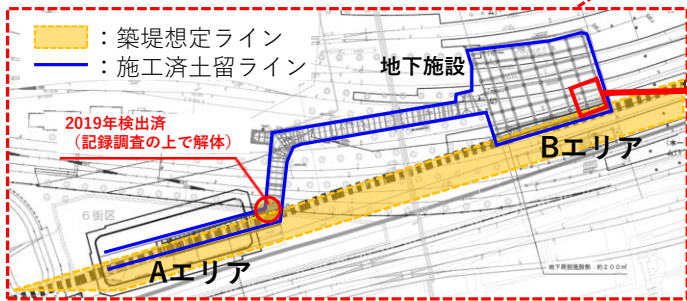 ：築堤想定ライン
：施工済土留ライン
地下施設
2019年検出済
（記録調査の上で解体）
Bエリア
6街区
Aエリア